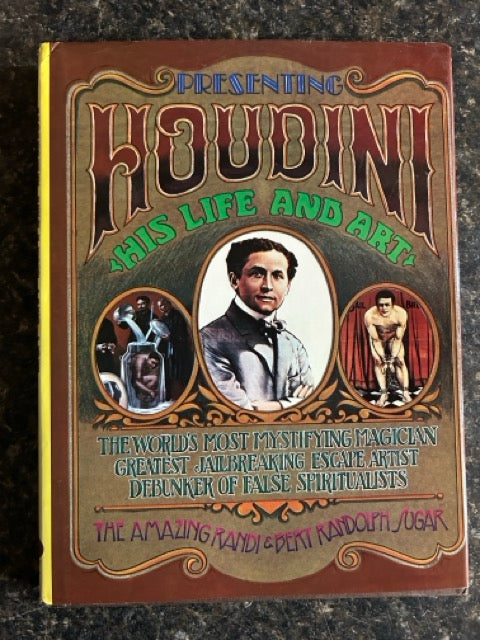 PRESENTING
HOUDINI
HIS LIFE AND ART
THE WORLD'S MOST MYSTIFYING MAGICIAN
GREATEST JAILBREAKING ESCAPE ARTIST
DEBUNKER OF FALSE SPIRITUALISTS
THE AMAZING RANDI & BERT RANDOLPH SUGAR